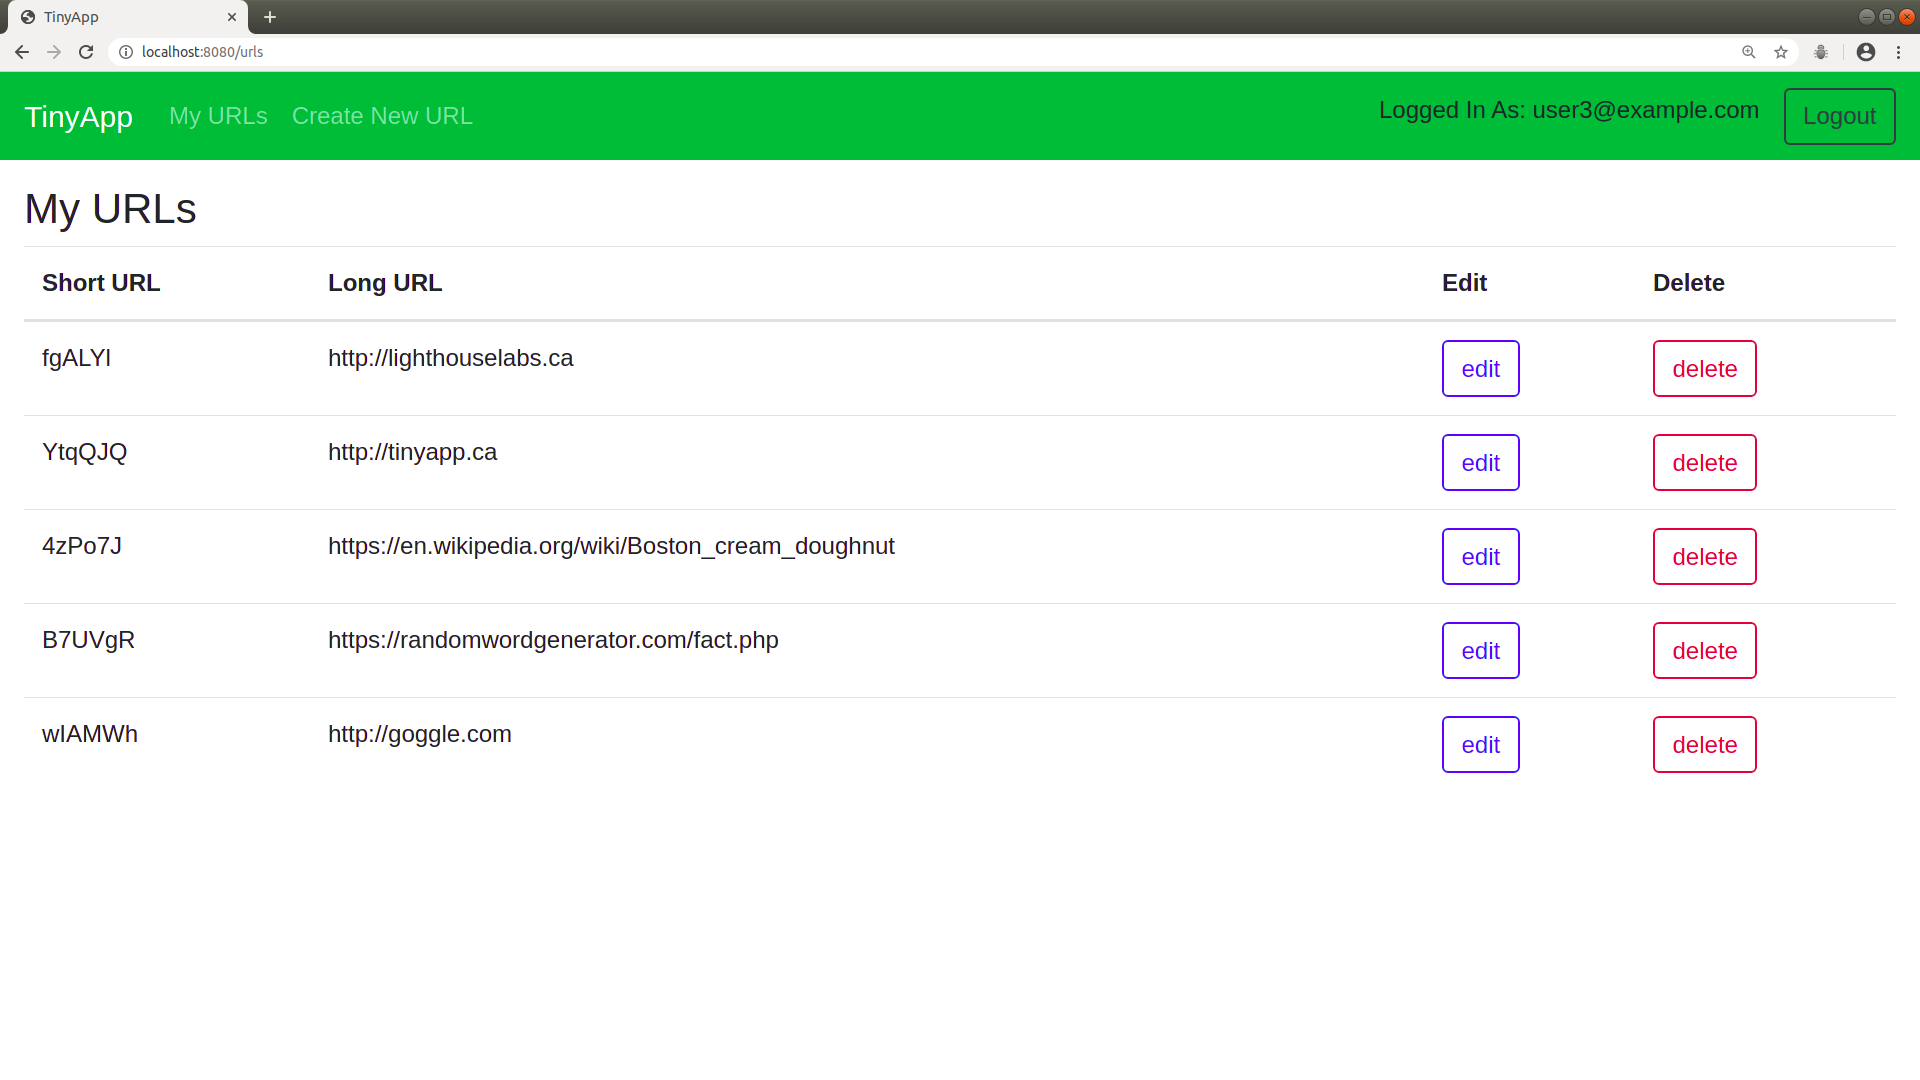 TinyApp
localhost:8080/urls
TinyApp My URLs Create New URL Logged In As: user3@example.com Logout
My URLs
Short URL Long URL Edit Delete
fgALYl http://lighthouselabs.ca edit delete
YtqQJQ http://tinyapp.ca edit delete
4zPo7J https://en.wikipedia.org/wiki/Boston_cream_doughnut edit delete
B7UVgR https://randomwordgenerator.com/fact.php edit delete
wIAMWh http://goggle.com edit delete